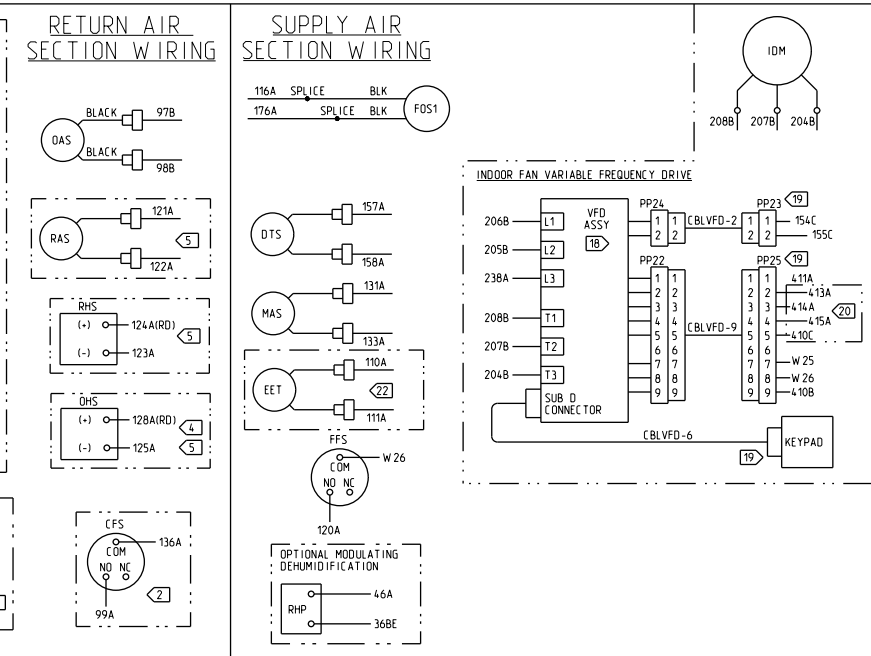 RETURN AIR
SECTION WIRING
OAS
BLACK
97B
BLACK
98B
RAS
121A
5
122A
RHS
(+)
124A(RD)
5
(-)
123A
OHS
(+)
128A(RD)
4
(-)
125A
5
CFS
COM
136A
NO NC
2
99A
SUPPLY AIR
SECTION WIRING
116A SPLICE BLK
176A SPLICE BLK
FOS1
DTS
157A
158A
MAS
131A
133A
EET
110A
22
111A
FFS
W26
COM
NO NC
120A
OPTIONAL MODULATING
DEHUMIDIFICATION
RHP
46A
36BE
IDM
208B 207B 204B
INDOOR FAN VARIABLE FREQUENCY DRIVE
206B L1
205B L2
238A L3
208B T1
207B T2
204B T3
VFD
ASSY
18
SUB D
CONNECTOR
PP24
1 1
2 2
CBLVFD-2
PP23
19
1 1 154C
2 2 155C
PP22
1 1
2 2
3 3
4 4
5 5
6 6
7 7
8 8
9 9
CBLVFD-9
PP25
19
1 1 411A
2 2 413A
3 3 414A
4 4 415A
5 5 410C
6 6
7 7 W25
8 8 W26
9 9 410B
20
CBLVFD-6
KEYPAD
19